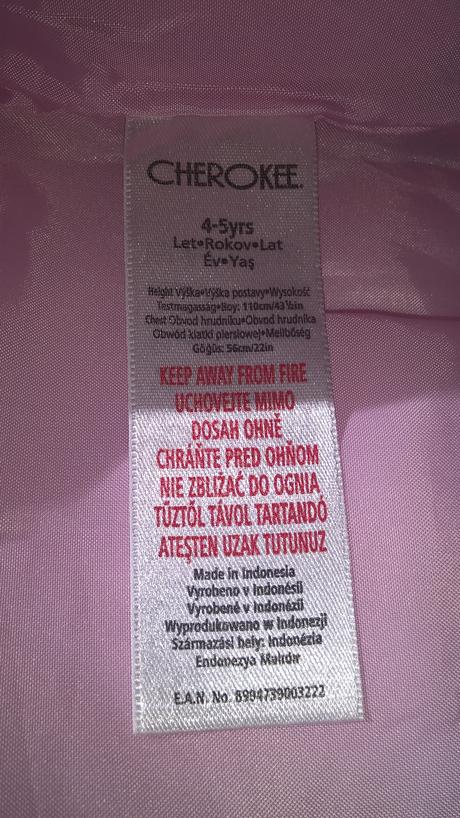 CHEROKEE.
4-5yrs
Let•Rokov•Lat
Év•Yaş
Height Výška•Výška postavy•Wysokość
Testmagasság•Boy: 110cm/43½in
Chest Obvod hrudníku•Obvod hrudníka
Obwód klatki piersiowej•Mellbőség
Göğüs: 56cm/22in
KEEP AWAY FROM FIRE
UCHOVEJTE MIMO
DOSAH OHNĚ
CHRÁŇTE PRED OHŇOM
NIE ZBLIŻAĆ DO OGNIA
TŰZTŐL TÁVOL TARTANDÓ
ATEŞTEN UZAK TUTUNUZ
Made in Indonesia
Vyrobeno v Indonésii
Vyrobené v Indonézii
Wyprodukowano w Indonezji
Származási hely: Indonézia
Endonezya Malıdır
E.A.N. No. 8994739003222